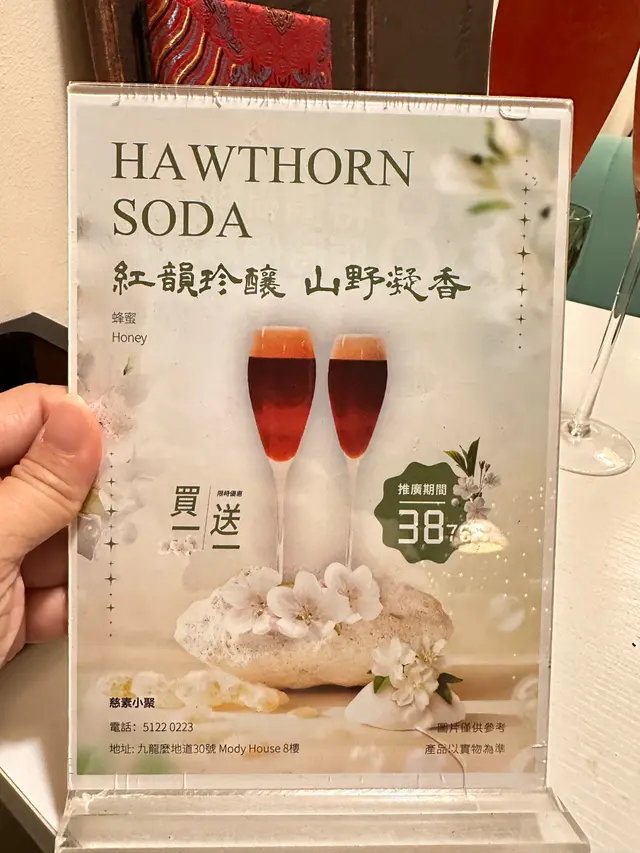 HAWTHORN
SODA
紅韻珍釀 山野凝香
蜂蜜
Honey
買一
限時優惠
送一
推廣期間
38
慈素小聚
電話：5122 0223
地址: 九龍麼地道30號 Mody House 8樓
圖片僅供參考
產品以實物為準